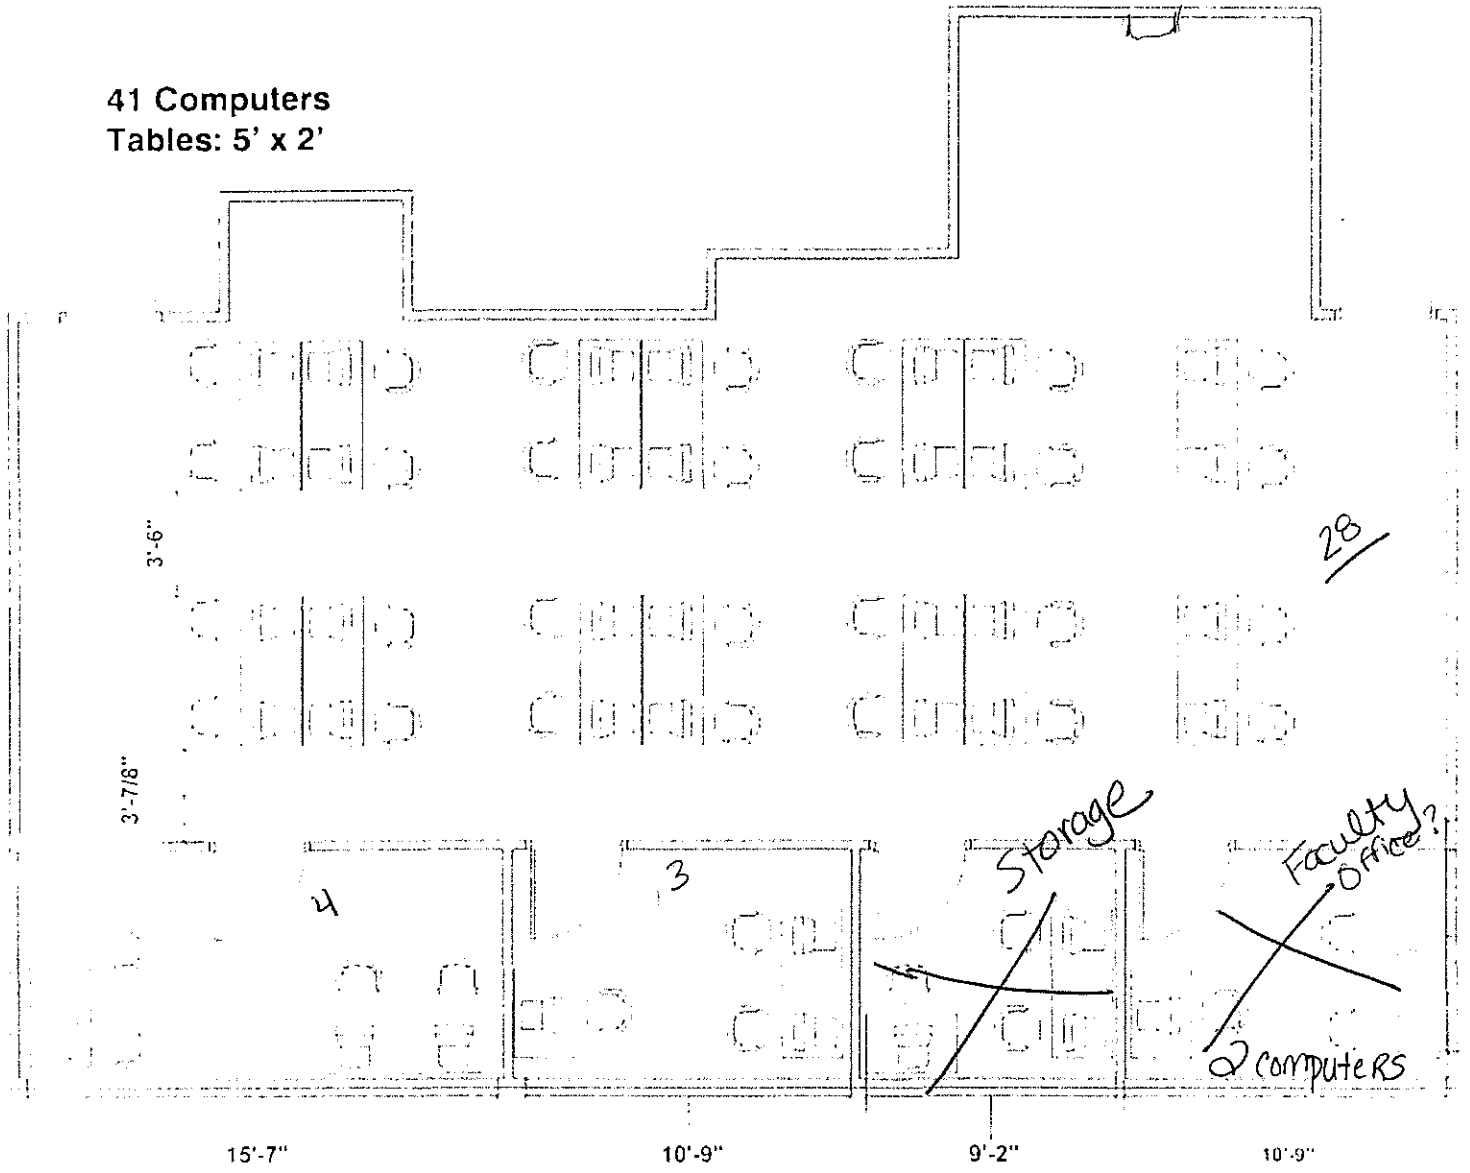 41 Computers
Tables: 5' x 2'
3'-6"
28
3'-7/8"
Storage
Faculty
Office?
4
3
2 computers
15'-7"
10'-9"
9'-2"
10'-9"